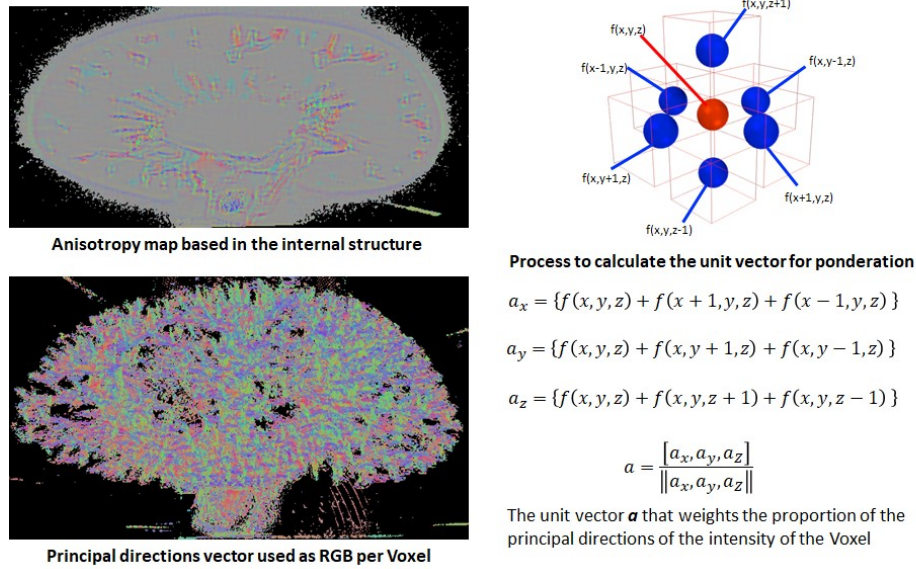 Anisotropy map based in the internal structure
Principal directions vector used as RGB per Voxel
f(x,y,z+1)
f(x,y,z)
f(x-1,y,z)
f(x,y-1,z)
f(x,y+1,z)
f(x+1,y,z)
f(x,y,z-1)
Process to calculate the unit vector for ponderation
a_x = {f(x, y, z) + f(x + 1, y, z) + f(x − 1, y, z) }
a_y = {f(x, y, z) + f(x, y + 1, z) + f(x, y − 1, z) }
a_z = {f(x, y, z) + f(x, y, z + 1) + f(x, y, z − 1) }
a = [a_x, a_y, a_z] / ‖a_x, a_y, a_z‖
The unit vector a that weights the proportion of the
principal directions of the intensity of the Voxel